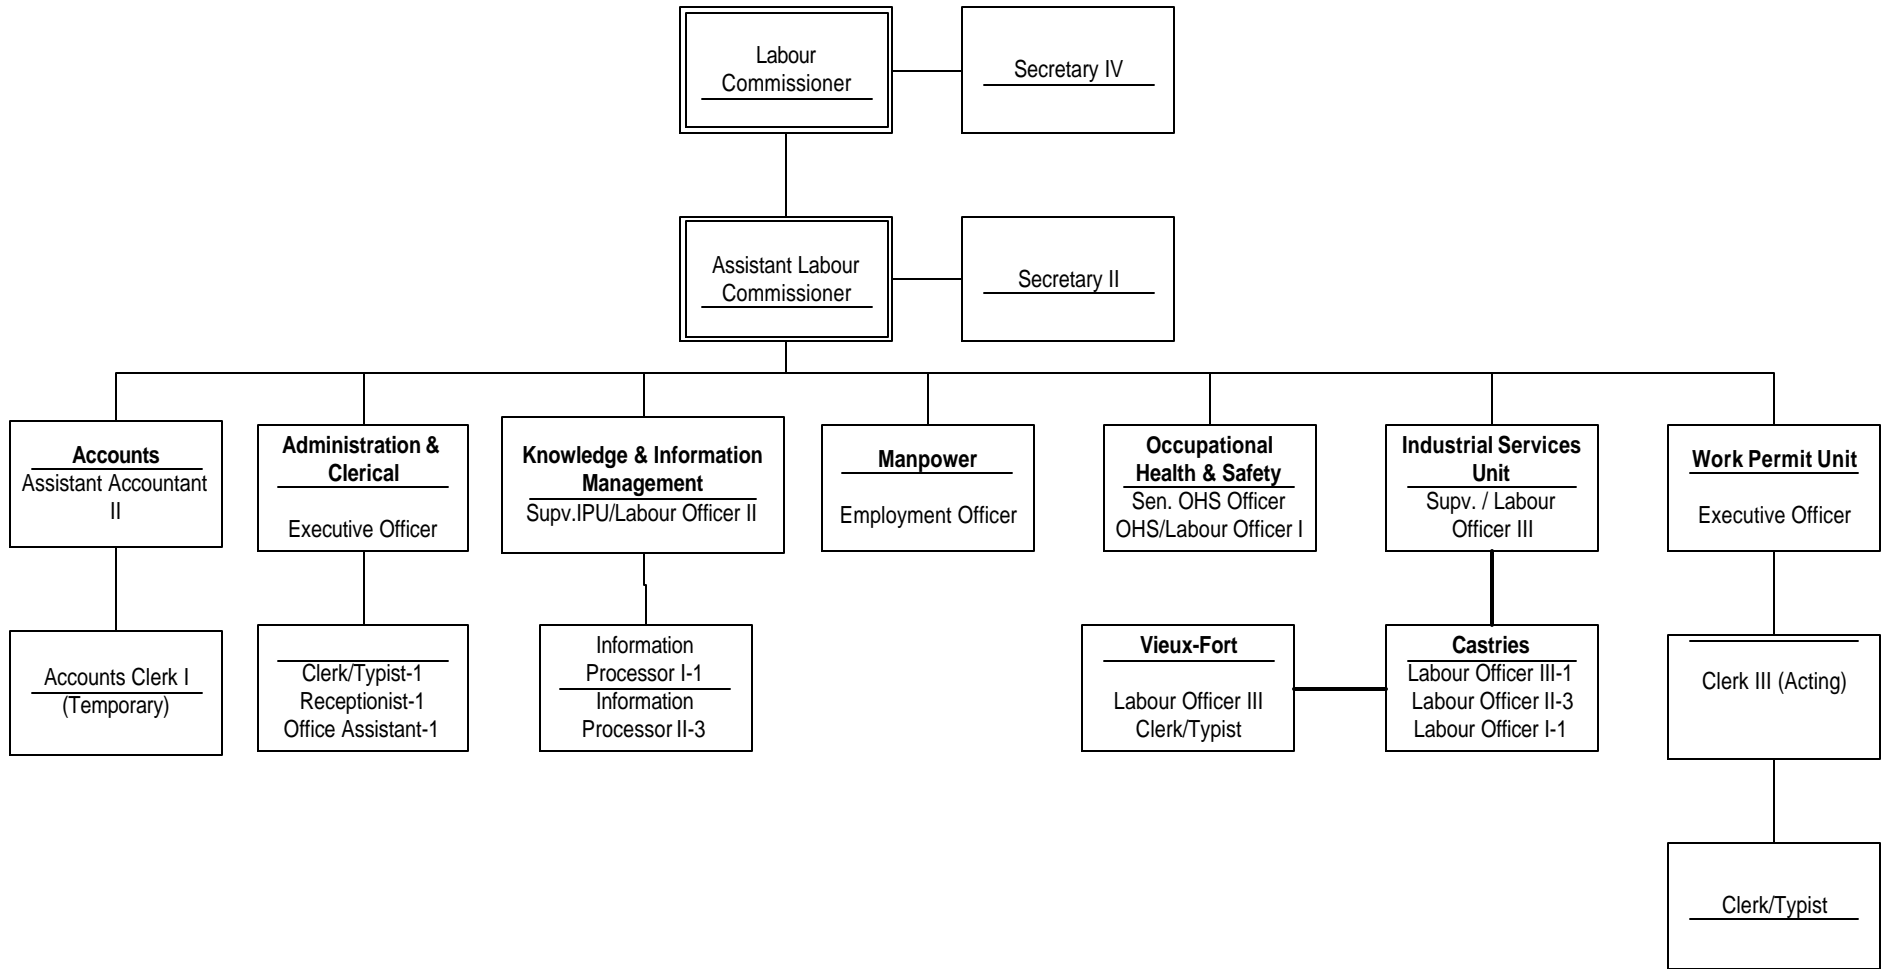 Labour
Commissioner
Secretary IV
Assistant Labour
Commissioner
Secretary II
Accounts
Assistant Accountant
II
Administration &
Clerical
Executive Officer
Knowledge & Information
Management
Supv.IPU/Labour Officer II
Manpower
Employment Officer
Occupational
Health & Safety
Sen. OHS Officer
OHS/Labour Officer I
Industrial Services
Unit
Supv. / Labour
Officer III
Work Permit Unit
Executive Officer
Accounts Clerk I
(Temporary)
Clerk/Typist-1
Receptionist-1
Office Assistant-1
Information
Processor I-1
Information
Processor II-3
Vieux-Fort
Labour Officer III
Clerk/Typist
Castries
Labour Officer III-1
Labour Officer II-3
Labour Officer I-1
Clerk III (Acting)
Clerk/Typist